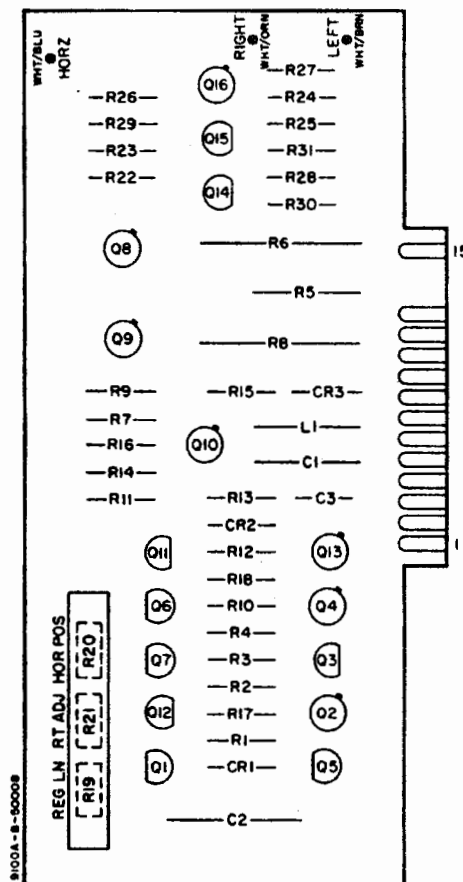 WHT/BLU
HORZ
RIGHT
WHT/ORN
LEFT
WHT/BRN
Q16
R27
R26
R24
R29
Q15
R25
R23
R31
R22
Q14
R28
R30
Q8
R6
15
R5
Q9
R8
R9
R15
CR3
R7
L1
R16
Q10
C1
R14
R11
R13
C3
CR2
Q11
R12
Q13
R18
Q6
R10
Q4
R4
Q7
R3
Q3
R2
Q12
R17
Q2
R1
Q1
CR1
Q5
C2
1
REG LN RT ADJ HOR POS
R20
R21
R19
9100A-B-50008